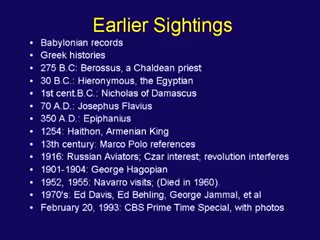 Earlier Sightings
• Babylonian records
• Greek histories
• 275 B.C: Berossus, a Chaldean priest
• 30 B.C.: Hieronymous, the Egyptian
• 1st cent.B.C.: Nicholas of Damascus
• 70 A.D.: Josephus Flavius
• 350 A.D.: Epiphanius
• 1254: Haithon, Armenian King
• 13th century: Marco Polo references
• 1916: Russian Aviators; Czar interest; revolution interferes
• 1901-1904: George Hagopian
• 1952, 1955: Navarro visits; (Died in 1960).
• 1970's: Ed Davis, Ed Behling, George Jammal, et al
• February 20, 1993: CBS Prime Time Special, with photos